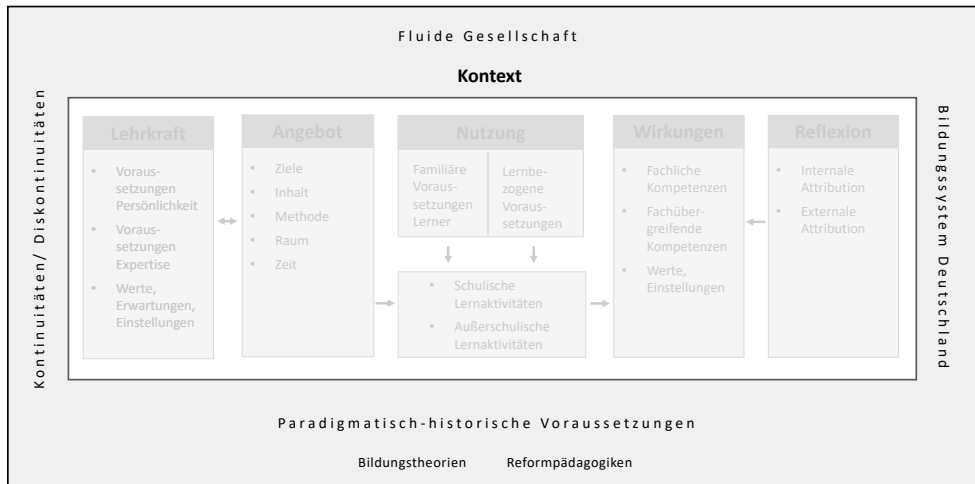 Fluide Gesellschaft
Kontext
Kontinuitäten/ Diskontinuitäten
Lehrkraft
• Voraus-
setzungen
Persönlichkeit
• Voraus-
setzungen
Expertise
• Werte,
Erwartungen,
Einstellungen
Angebot
• Ziele
• Inhalt
• Methode
• Raum
• Zeit
Nutzung
Familiäre
Voraus-
setzungen
Lerner
Lernbe-
zogene
Voraus-
setzungen
• Schulische
Lernaktivitäten
• Außerschulische
Lernaktivitäten
Wirkungen
• Fachliche
Kompetenzen
• Fachüber-
greifende
Kompetenzen
• Werte,
Einstellungen
Reflexion
• Internale
Attribution
• Externale
Attribution
Bildungssystem Deutschland
Paradigmatisch-historische Voraussetzungen
Bildungstheorien Reformpädagogiken